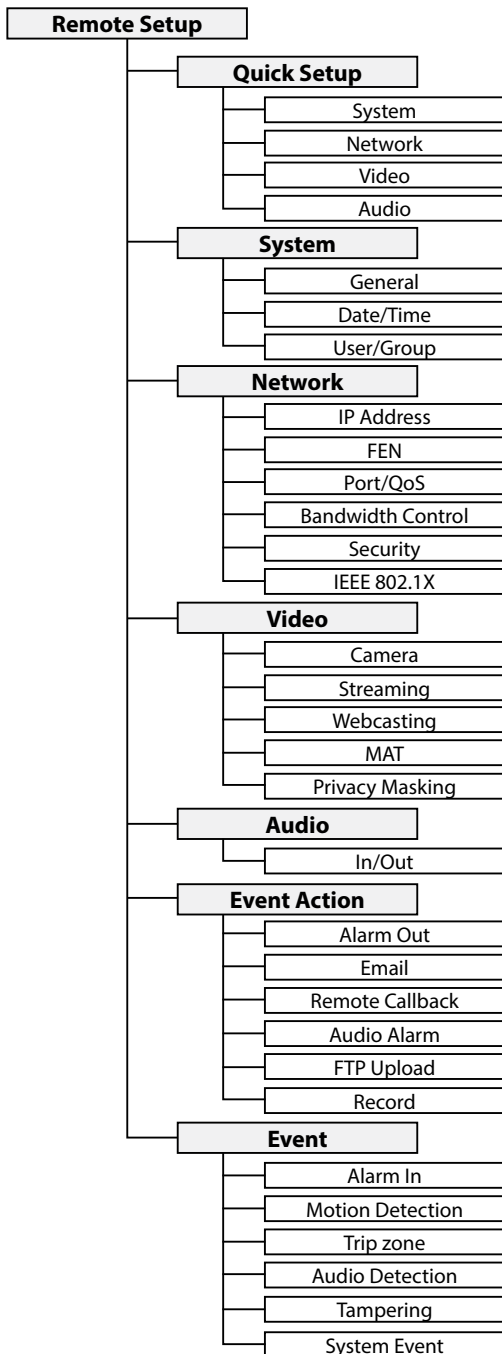 Remote Setup
Quick Setup
System
Network
Video
Audio
System
General
Date/Time
User/Group
Network
IP Address
FEN
Port/QoS
Bandwidth Control
Security
IEEE 802.1X
Video
Camera
Streaming
Webcasting
MAT
Privacy Masking
Audio
In/Out
Event Action
Alarm Out
Email
Remote Callback
Audio Alarm
FTP Upload
Record
Event
Alarm In
Motion Detection
Trip zone
Audio Detection
Tampering
System Event